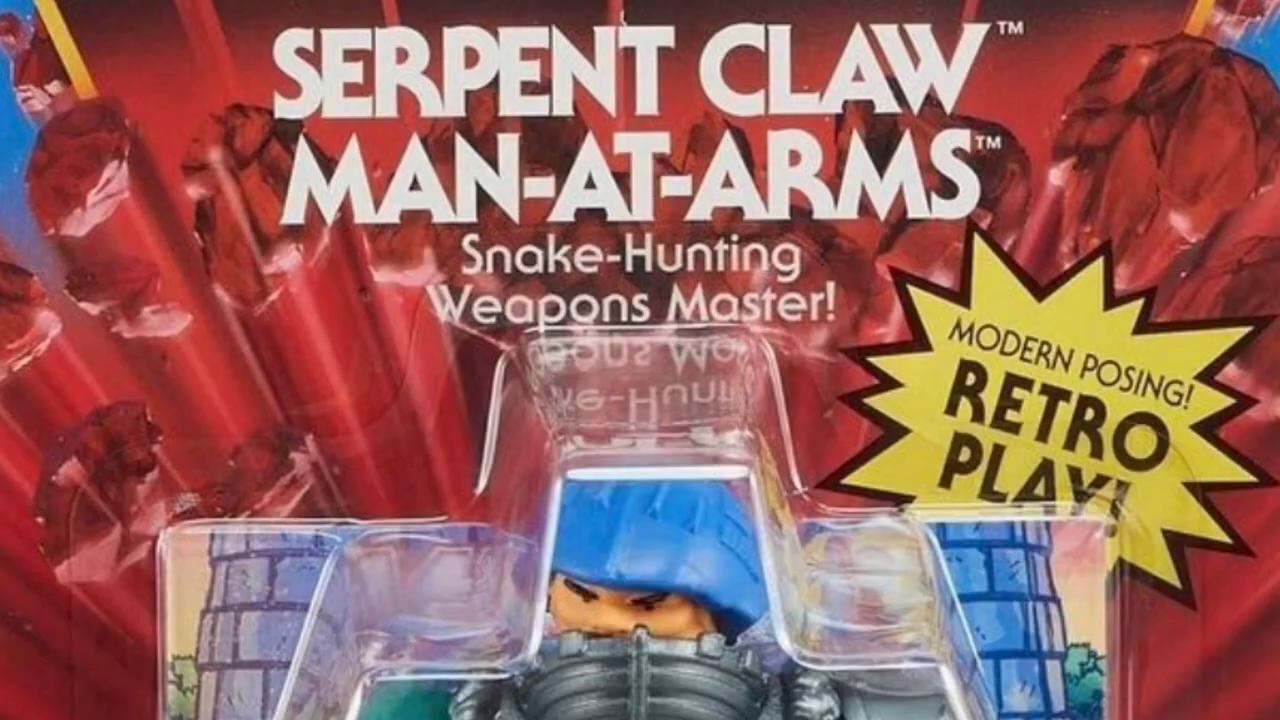 SERPENT CLAW™
MAN-AT-ARMS™
Snake-Hunting
Weapons Master!
MODERN POSING!
RETRO
PLAY!